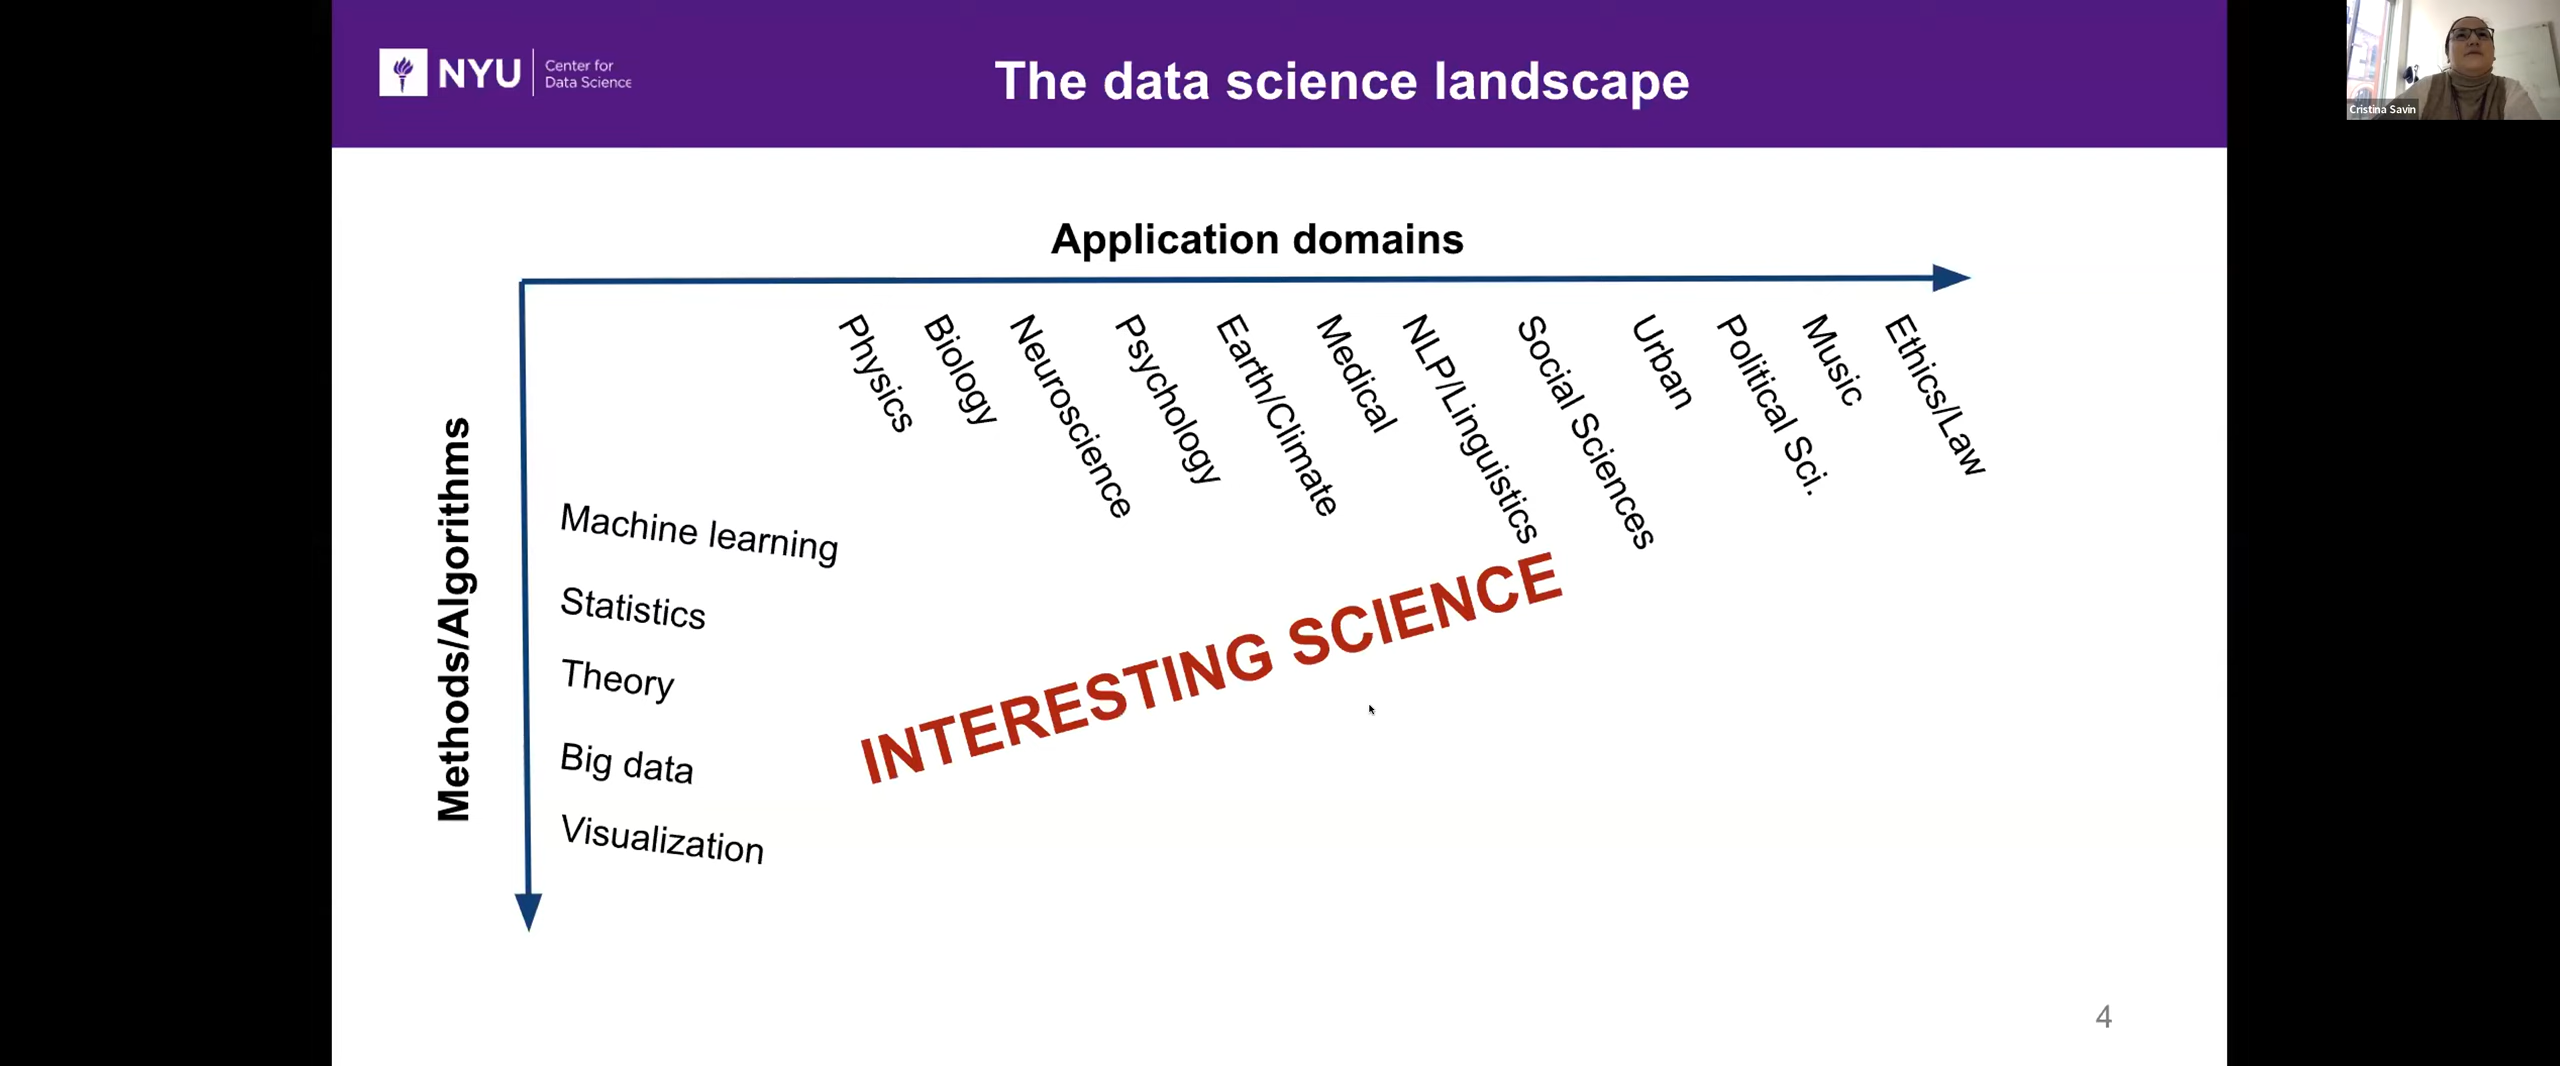 NYU
Center for
Data Science
The data science landscape
Cristina Savin
Application domains
Physics
Biology
Neuroscience
Psychology
Earth/Climate
Medical
NLP/Linguistics
Social Sciences
Urban
Political Sci.
Music
Ethics/Law
Methods/Algorithms
Machine learning
Statistics
Theory
Big data
Visualization
INTERESTING SCIENCE
4